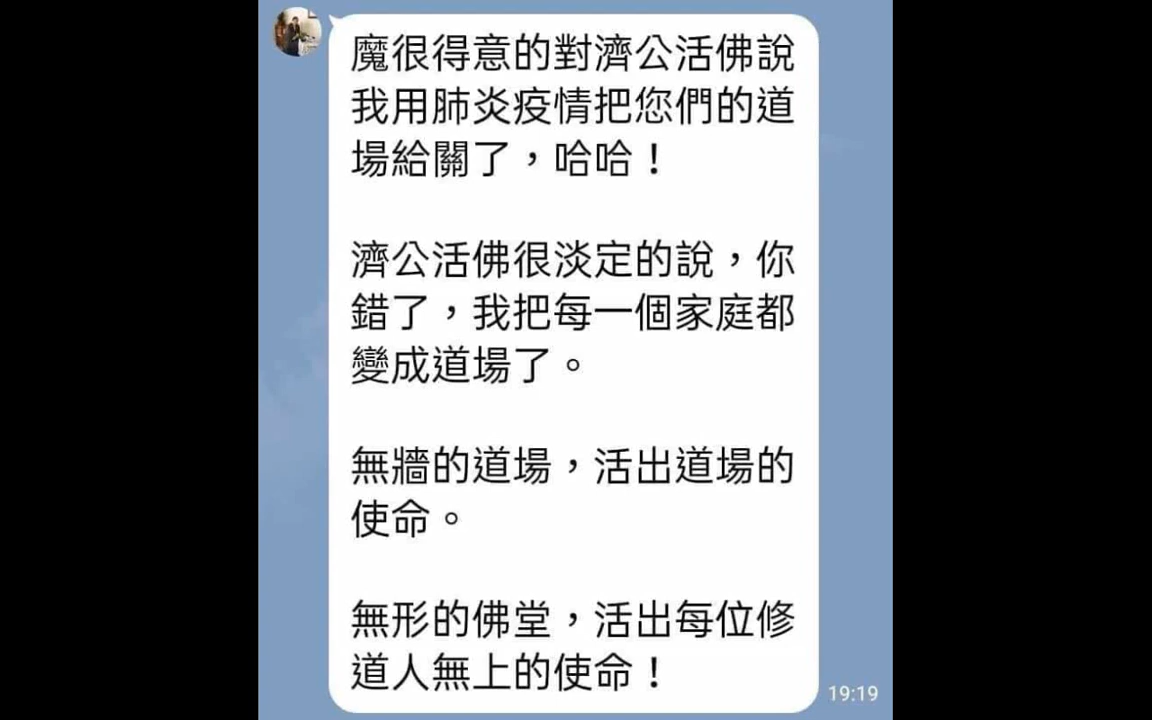 魔很得意的對濟公活佛說
我用肺炎疫情把您們的道
場給關了，哈哈！
濟公活佛很淡定的說，你
錯了，我把每一個家庭都
變成道場了。
無牆的道場，活出道場的
使命。
無形的佛堂，活出每位修
道人無上的使命！
19:19